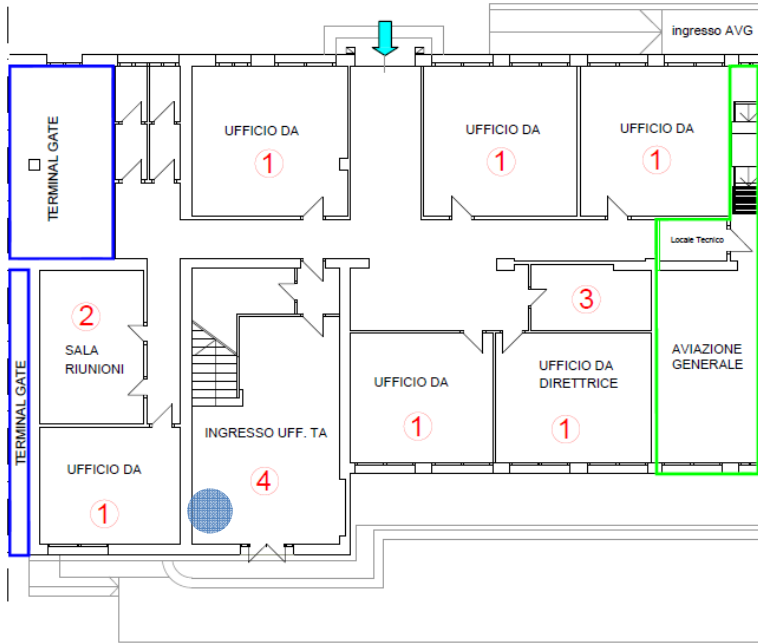 ingresso AVG
TERMINAL GATE
UFFICIO DA
1
UFFICIO DA
1
UFFICIO DA
1
Locale Tecnico
2
SALA
RIUNIONI
3
TERMINAL GATE
UFFICIO DA
1
UFFICIO DA
DIRETTRICE
1
AVIAZIONE
GENERALE
INGRESSO UFF. TA
4
UFFICIO DA
1